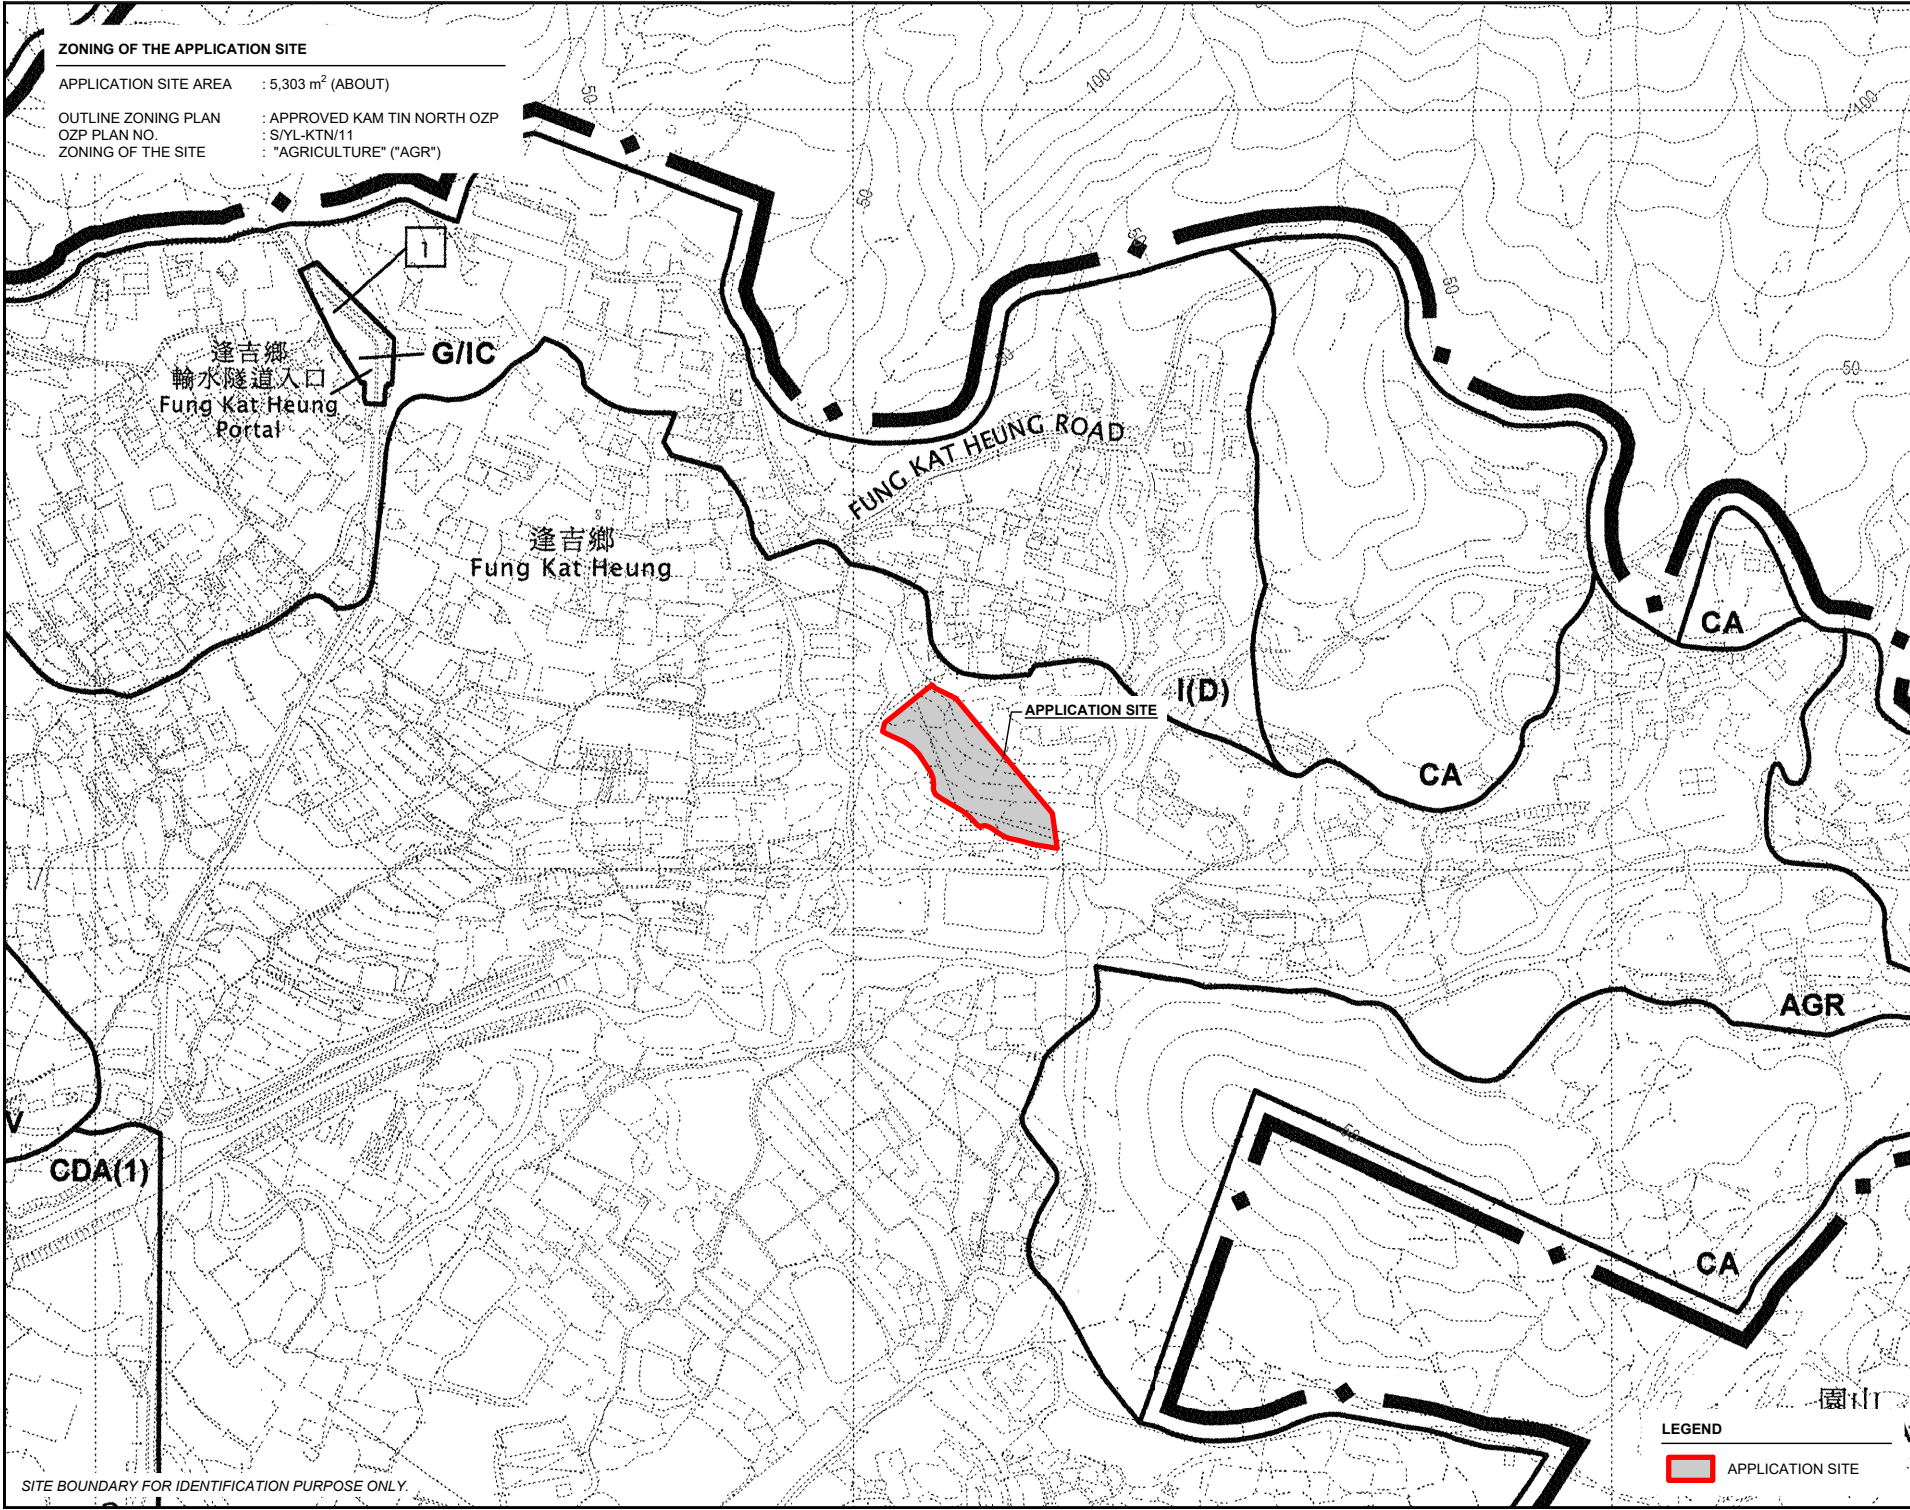 ZONING OF THE APPLICATION SITE
APPLICATION SITE AREA : 5,303 m² (ABOUT)
OUTLINE ZONING PLAN : APPROVED KAM TIN NORTH OZP
OZP PLAN NO. : S/YL-KTN/11
ZONING OF THE SITE : "AGRICULTURE" ("AGR")
50
100
100
50
50
1
50
50
50
G/IC
逢吉鄉
輸水隧道入口
Fung Kat Heung
Portal
FUNG KAT HEUNG ROAD
逢吉鄉
Fung Kat Heung
CA
I(D)
APPLICATION SITE
CA
AGR
V
CDA(1)
50
CA
LEGEND
APPLICATION SITE
SITE BOUNDARY FOR IDENTIFICATION PURPOSE ONLY.